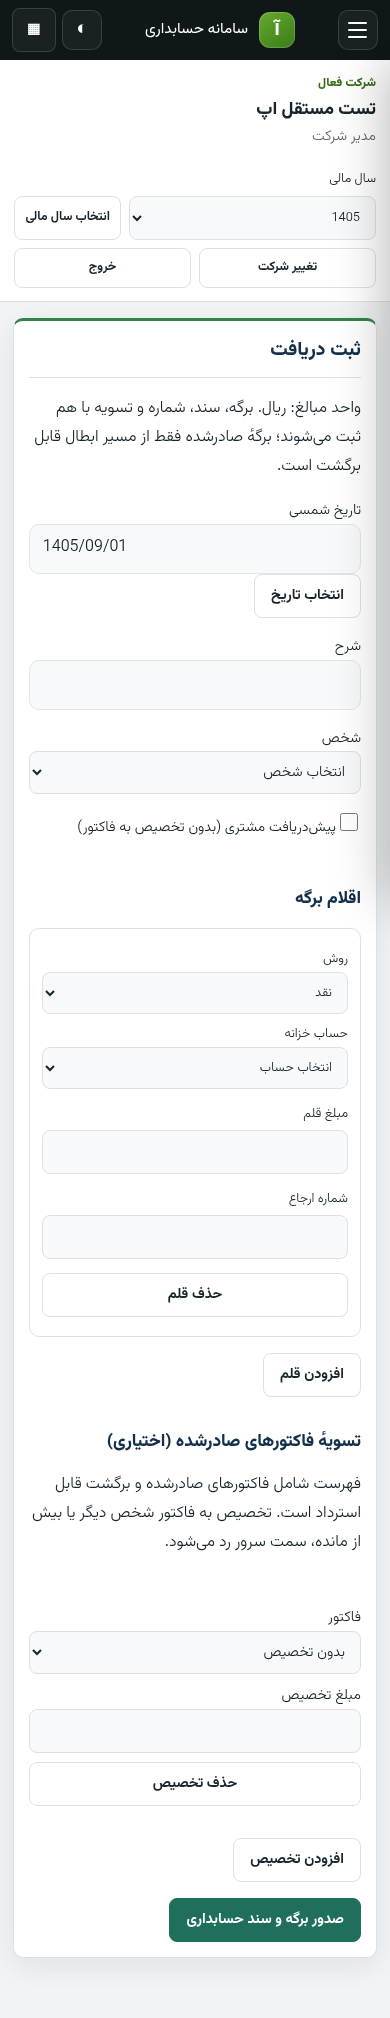 آ سامانه حسابداری
شرکت فعال
تست مستقل اپ
مدیر شرکت
سال مالی
1405 انتخاب سال مالی
تغییر شرکت خروج
ثبت دریافت
واحد مبالغ: ریال. برگه، سند، شماره و تسویه با هم
ثبت می‌شوند؛ برگهٔ صادرشده فقط از مسیر ابطال قابل
برگشت است.
تاریخ شمسی
1405/09/01
انتخاب تاریخ
شرح
شخص
انتخاب شخص
پیش‌دریافت مشتری (بدون تخصیص به فاکتور)
اقلام برگه
روش
نقد
حساب خزانه
انتخاب حساب
مبلغ قلم
شماره ارجاع
حذف قلم
افزودن قلم
تسویهٔ فاکتورهای صادرشده (اختیاری)
فهرست شامل فاکتورهای صادرشده و برگشت قابل
استرداد است. تخصیص به فاکتور شخص دیگر یا بیش
از مانده، سمت سرور رد می‌شود.
فاکتور
بدون تخصیص
مبلغ تخصیص
حذف تخصیص
افزودن تخصیص
صدور برگه و سند حسابداری